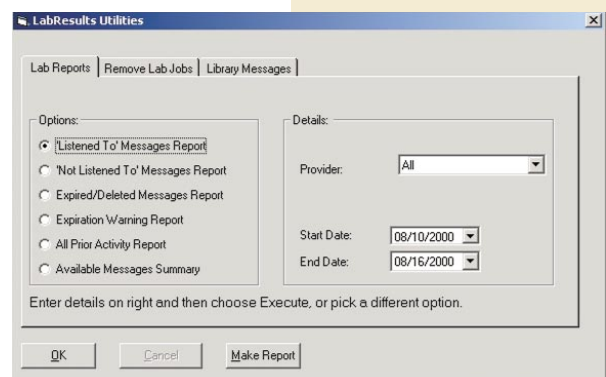 LabResults Utilities
Lab Reports Remove Lab Jobs Library Messages
Options:
'Listened To' Messages Report
'Not Listened To' Messages Report
Expired/Deleted Messages Report
Expiration Warning Report
All Prior Activity Report
Available Messages Summary
Details:
Provider: All
Start Date: 08/10/2000
End Date: 08/16/2000
Enter details on right and then choose Execute, or pick a different option.
OK Cancel Make Report